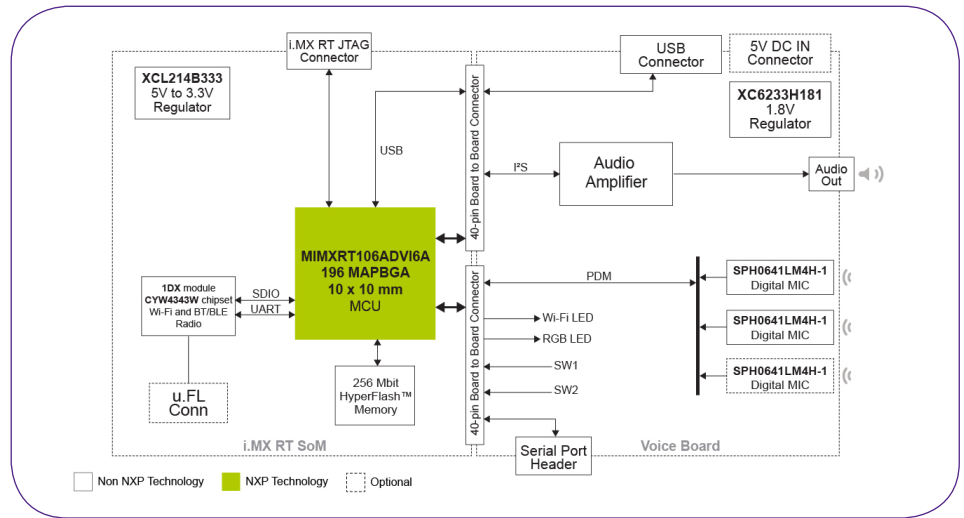 i.MX RT JTAG
Connector
XCL214B333
5V to 3.3V
Regulator
USB
Connector
5V DC IN
Connector
XC6233H181
1.8V
Regulator
USB
40-pin Board to Board Connector
I²S
Audio
Amplifier
Audio
Out
MIMXRT106ADVI6A
196 MAPBGA
10 x 10 mm
MCU
1DX module
CYW4343W chipset
Wi-Fi and BT/BLE
Radio
SDIO
UART
u.FL
Conn
256 Mbit
HyperFlash™
Memory
40-pin Board to Board Connector
PDM
Wi-Fi LED
RGB LED
SW1
SW2
SPH0641LM4H-1
Digital MIC
SPH0641LM4H-1
Digital MIC
SPH0641LM4H-1
Digital MIC
Serial Port
Header
i.MX RT SoM
Voice Board
Non NXP Technology
NXP Technology
Optional